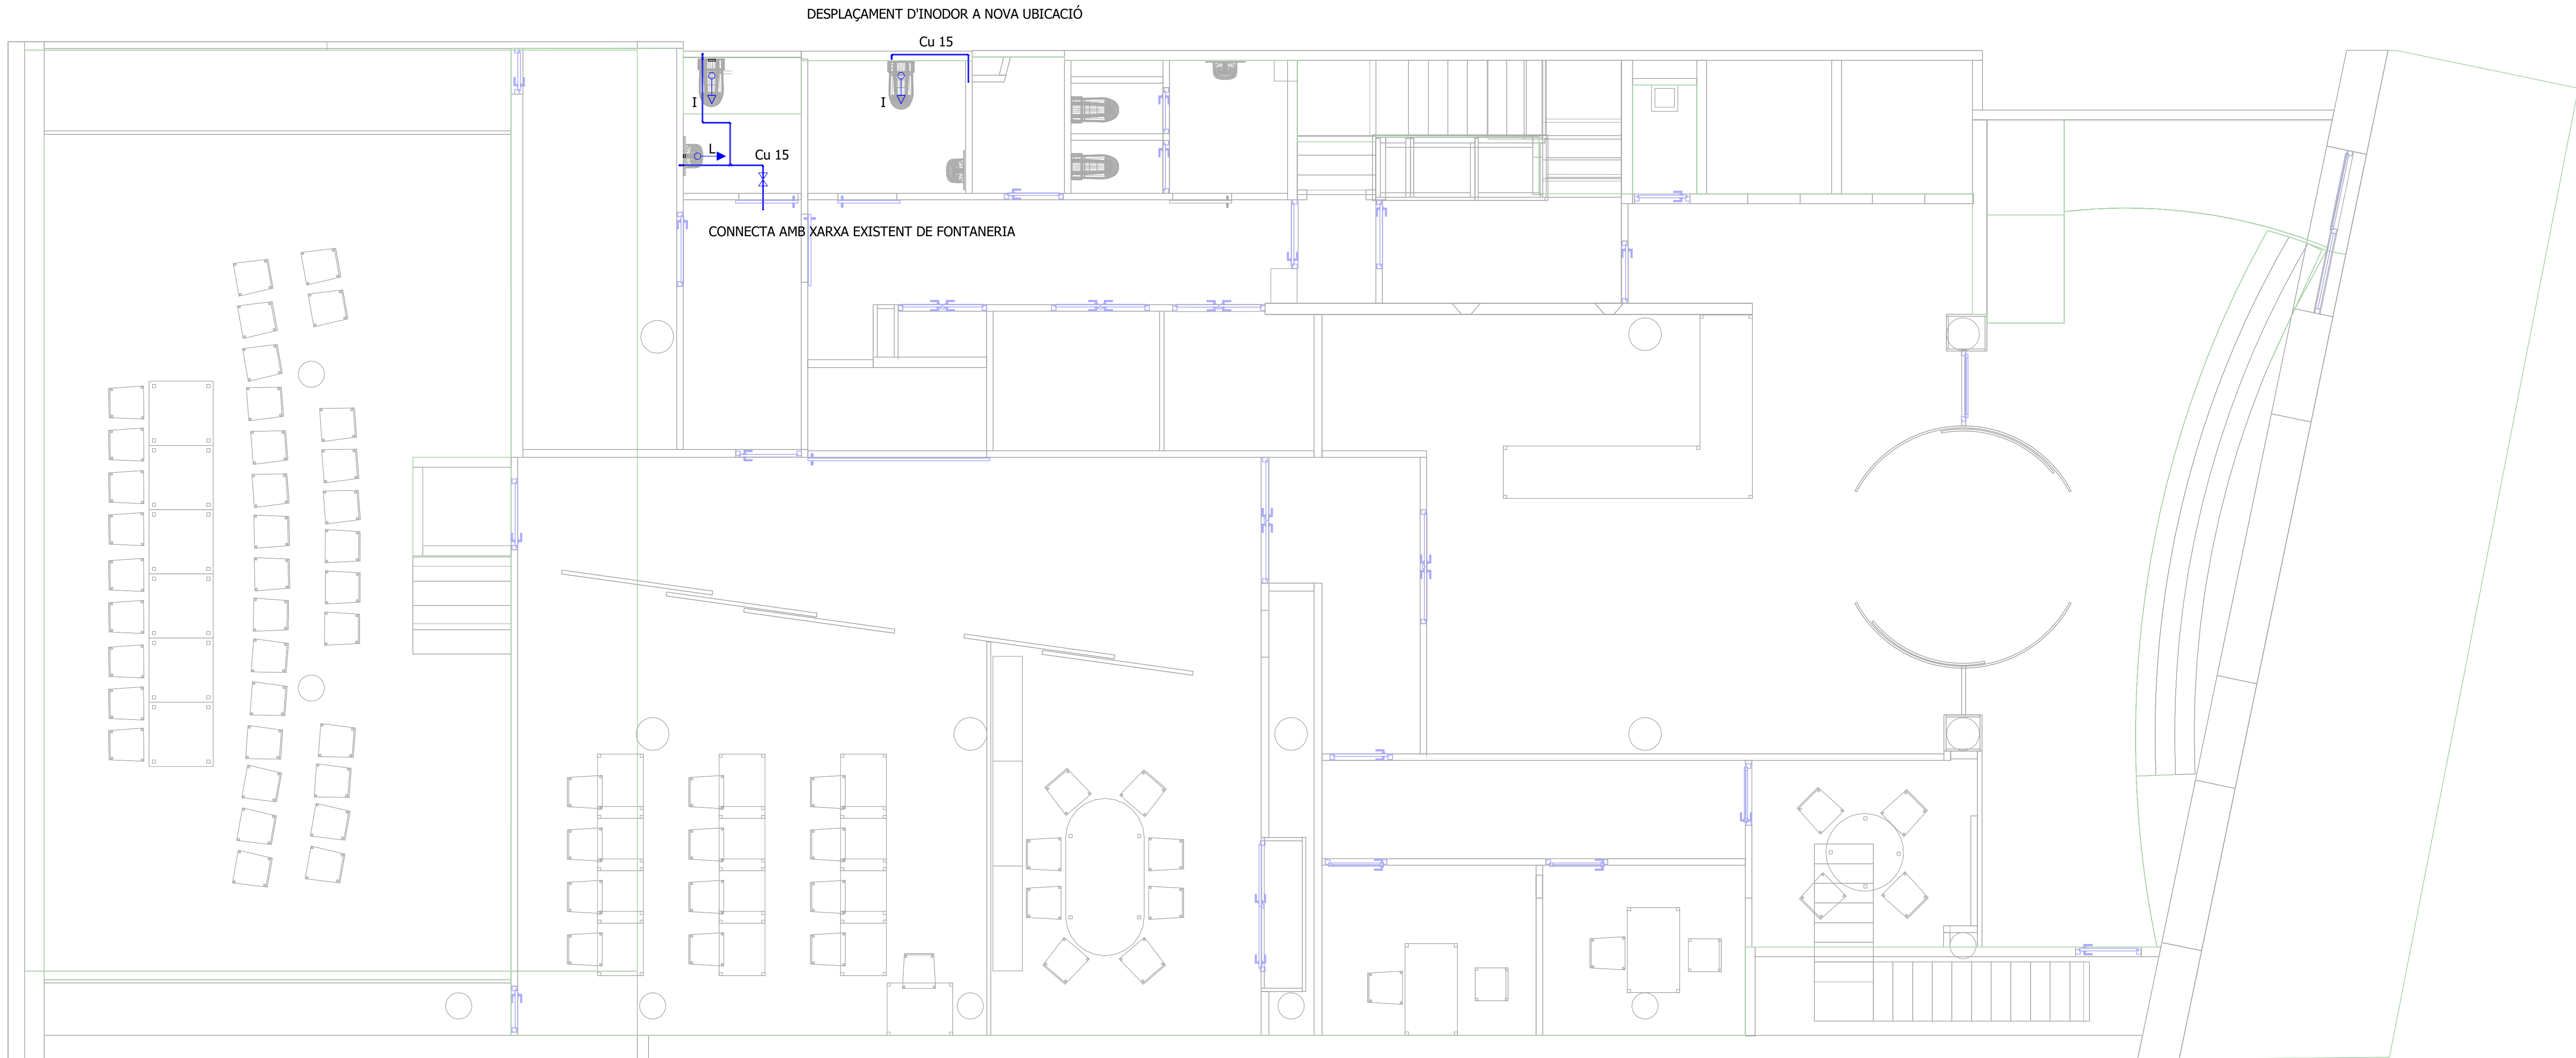 DESPLAÇAMENT D'INODOR A NOVA UBICACIÓ
Cu 15
I
I
L
Cu 15
CONNECTA AMB XARXA EXISTENT DE FONTANERIA